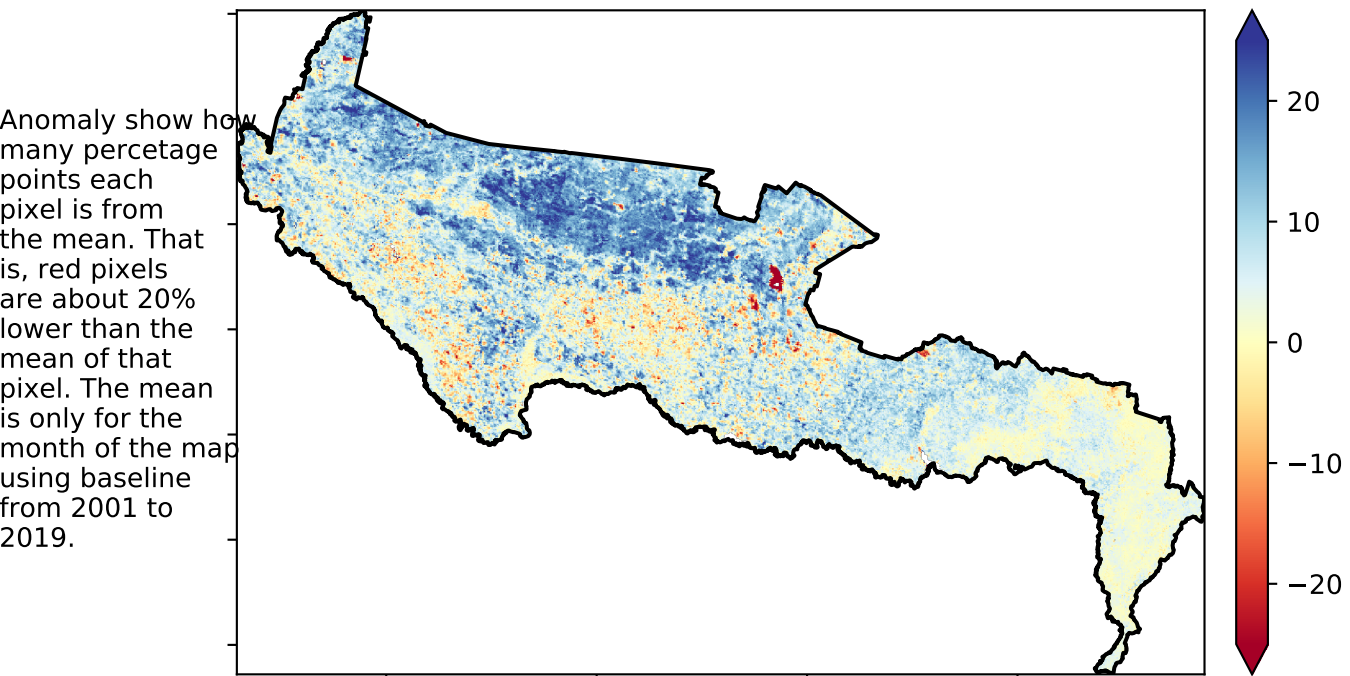 Anomaly show how
many percetage
points each
pixel is from
the mean. That
is, red pixels
are about 20%
lower than the
mean of that
pixel. The mean
is only for the
month of the map
using baseline
from 2001 to
2019.
20
10
0
−10
−20